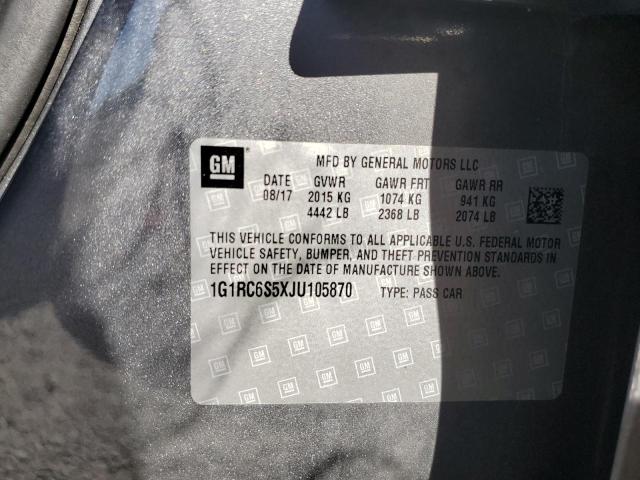 GM
MFD BY GENERAL MOTORS LLC
DATE GVWR GAWR FRT GAWR RR
08/17 2015 KG 1074 KG 941 KG
4442 LB 2368 LB 2074 LB
THIS VEHICLE CONFORMS TO ALL APPLICABLE U.S. FEDERAL MOTOR
VEHICLE SAFETY, BUMPER, AND THEFT PREVENTION STANDARDS IN
EFFECT ON THE DATE OF MANUFACTURE SHOWN ABOVE.
1G1RC6S5XJU105870 TYPE: PASS CAR